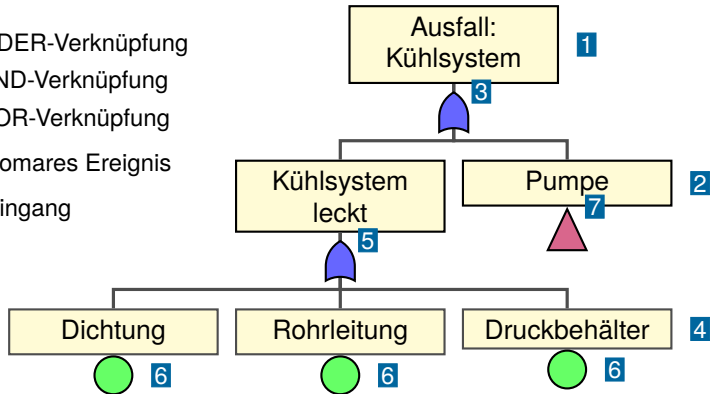 DER-Verknüpfung
ND-Verknüpfung
OR-Verknüpfung
omares Ereignis
ingang
Ausfall:
Kühlsystem
1
3
Kühlsystem
leckt
Pumpe
2
7
5
Dichtung
Rohrleitung
Druckbehälter
4
6
6
6